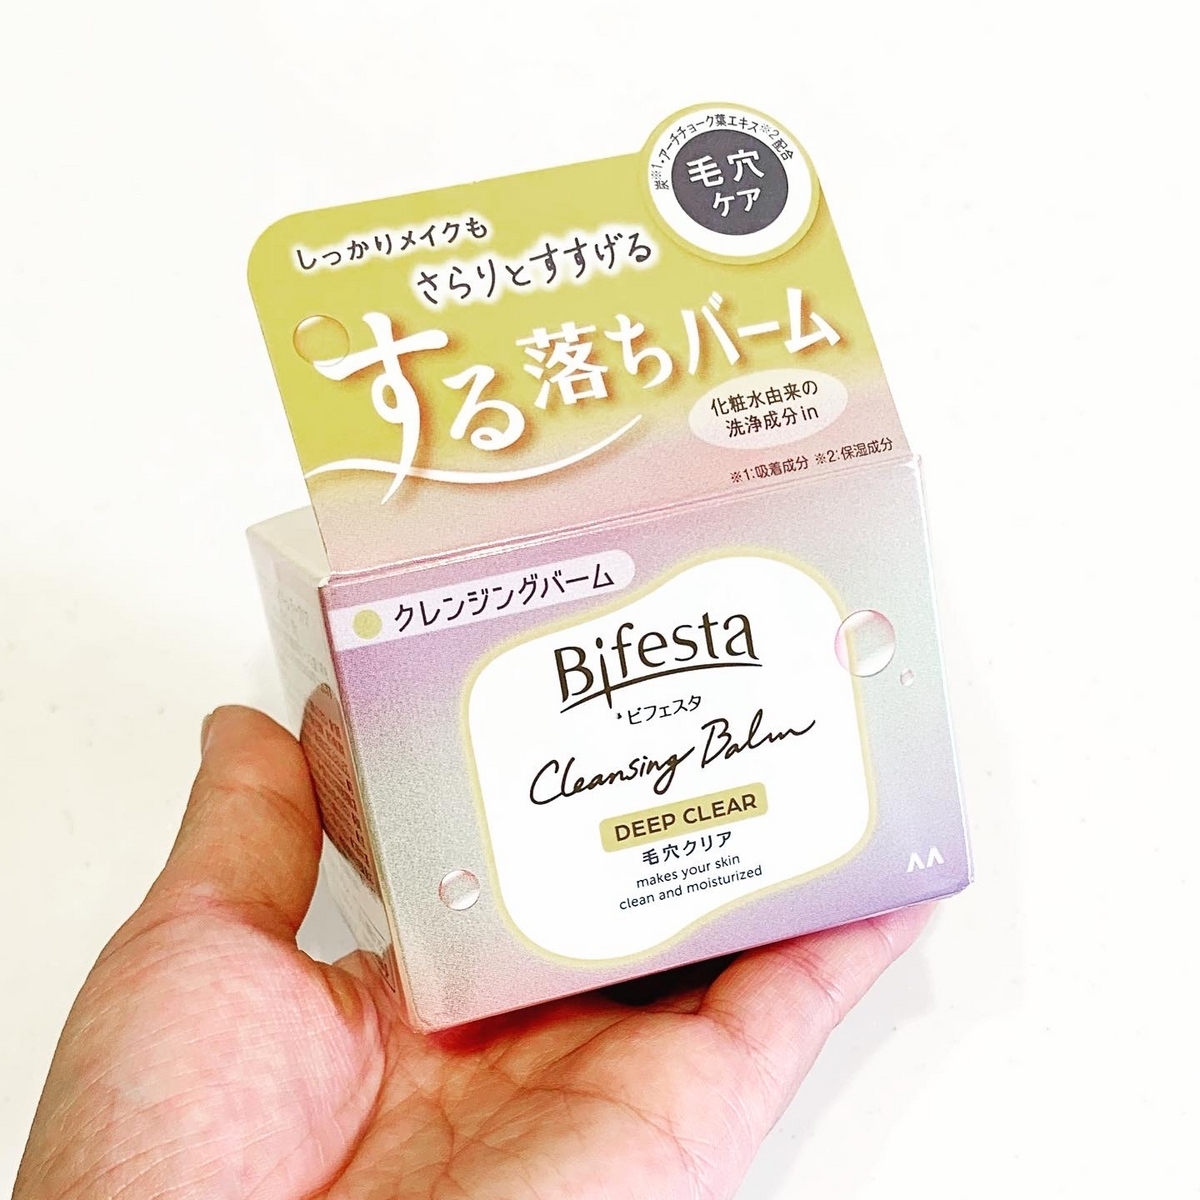 炭※1・アーチチョーク葉エキス※2配合
毛穴
ケア
しっかりメイクも
さらりとすすげる
する落ちバーム
化粧水由来の
洗浄成分in
※1:吸着成分 ※2:保湿成分
クレンジングバーム
Bifesta
ビフェスタ
Cleansing Balm
DEEP CLEAR
毛穴クリア
makes your skin
clean and moisturized